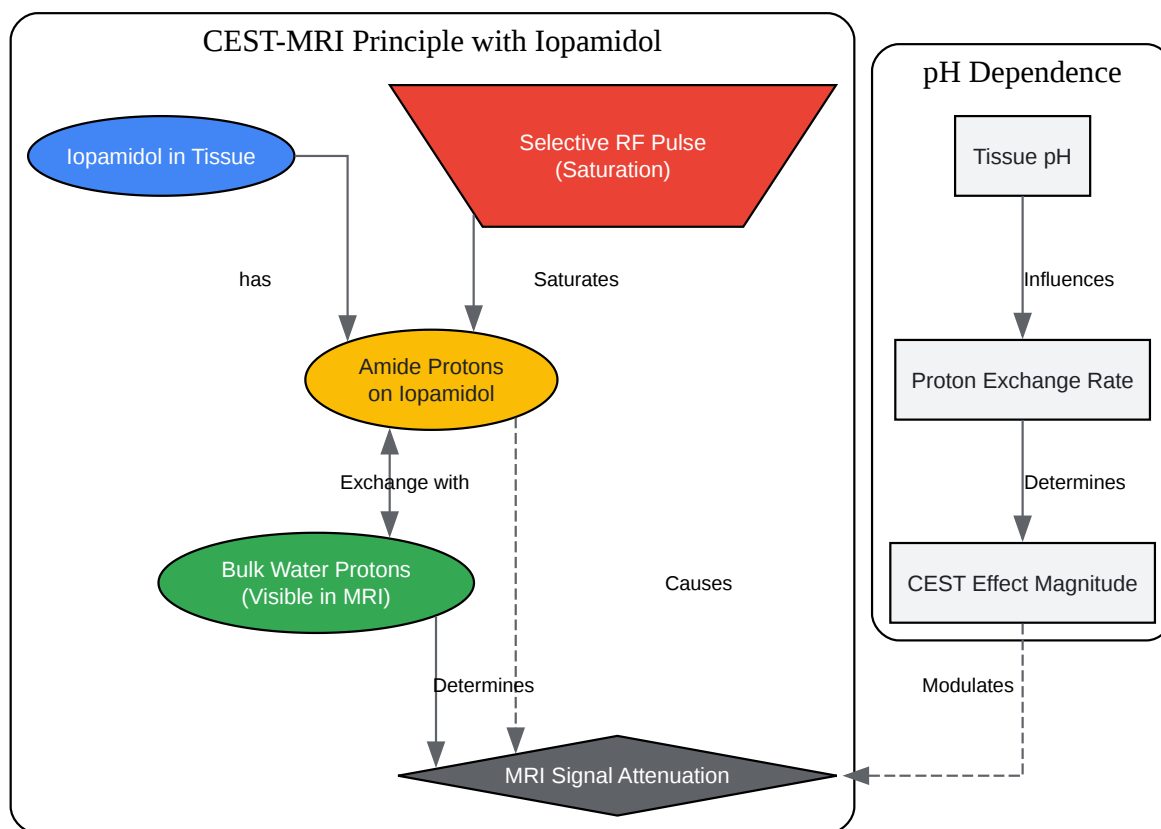 CEST-MRI Principle with Iopamidol
Iopamidol in Tissue
Selective RF Pulse
(Saturation)
has
Saturates
Amide Protons
on Iopamidol
Exchange with
Bulk Water Protons
(Visible in MRI)
Causes
Determines
MRI Signal Attenuation
pH Dependence
Tissue pH
Influences
Proton Exchange Rate
Determines
CEST Effect Magnitude
Modulates